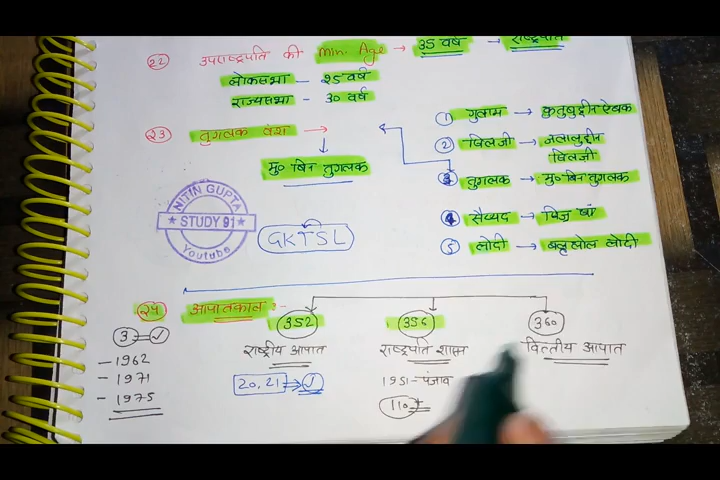 22 उपराष्ट्रपति की min. Age → 35 वर्ष → राष्ट्रपति
लोकसभा - २5 वर्ष
राज्यसभा - 30 वर्ष
23 तुगलक वंश →
मु० बिन तुगलक
① गुलाम → कुतुबुद्दीन ऐबक
② खिलजी → जलालुद्दीन
खिलजी
③ तुगलक → मु० बिन तुगलक
④ सैय्यद → खिज्र खां
⑤ लोदी → बहलोल लोदी
NITIN GUPTA
★ STUDY 91 ★
Youtube
GKTSL
२५ आपातकाल :-
3 = ✓
- 1962
- 1971
- 1975
352
राष्ट्रीय आपात
20, 21 ⇒ ✓
356
राष्ट्रपति शासन
1951 - पंजाब
110+
360
वित्तीय आपात